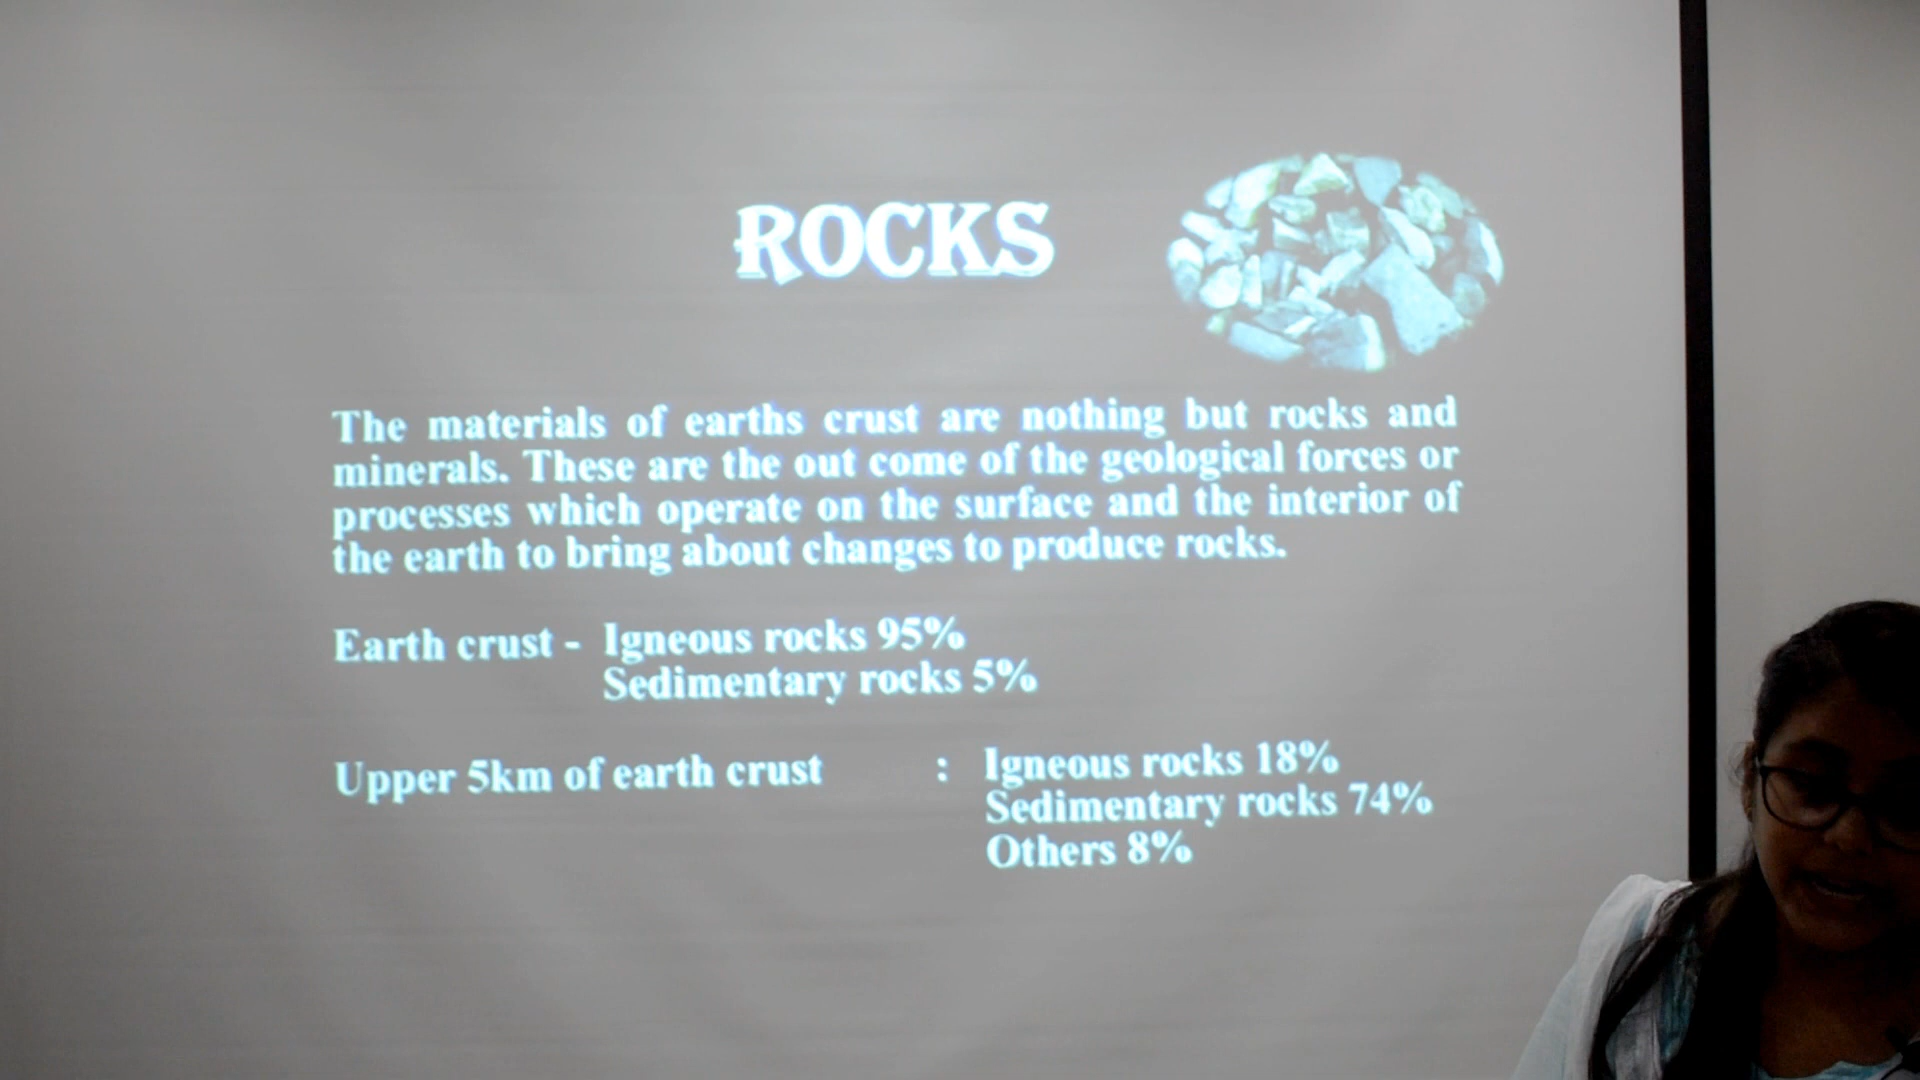 ROCKS
The materials of earths crust are nothing but rocks and
minerals. These are the out come of the geological forces or
processes which operate on the surface and the interior of
the earth to bring about changes to produce rocks.
Earth crust - Igneous rocks 95%
Sedimentary rocks 5%
Upper 5km of earth crust : Igneous rocks 18%
Sedimentary rocks 74%
Others 8%